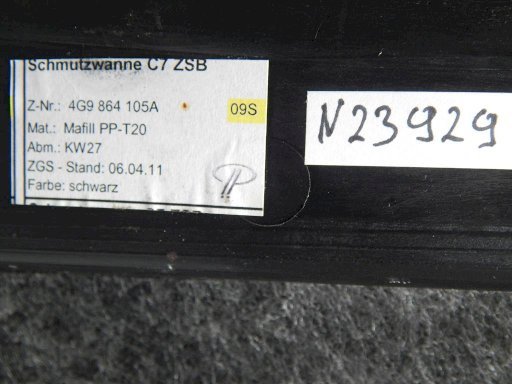 Schmutzwanne C7 ZSB
Z-Nr.: 4G9 864 105A
09S
Mat.: Mafill PP-T20
Abm.: KW27
ZGS - Stand: 06.04.11
Farbe: schwarz
N23929